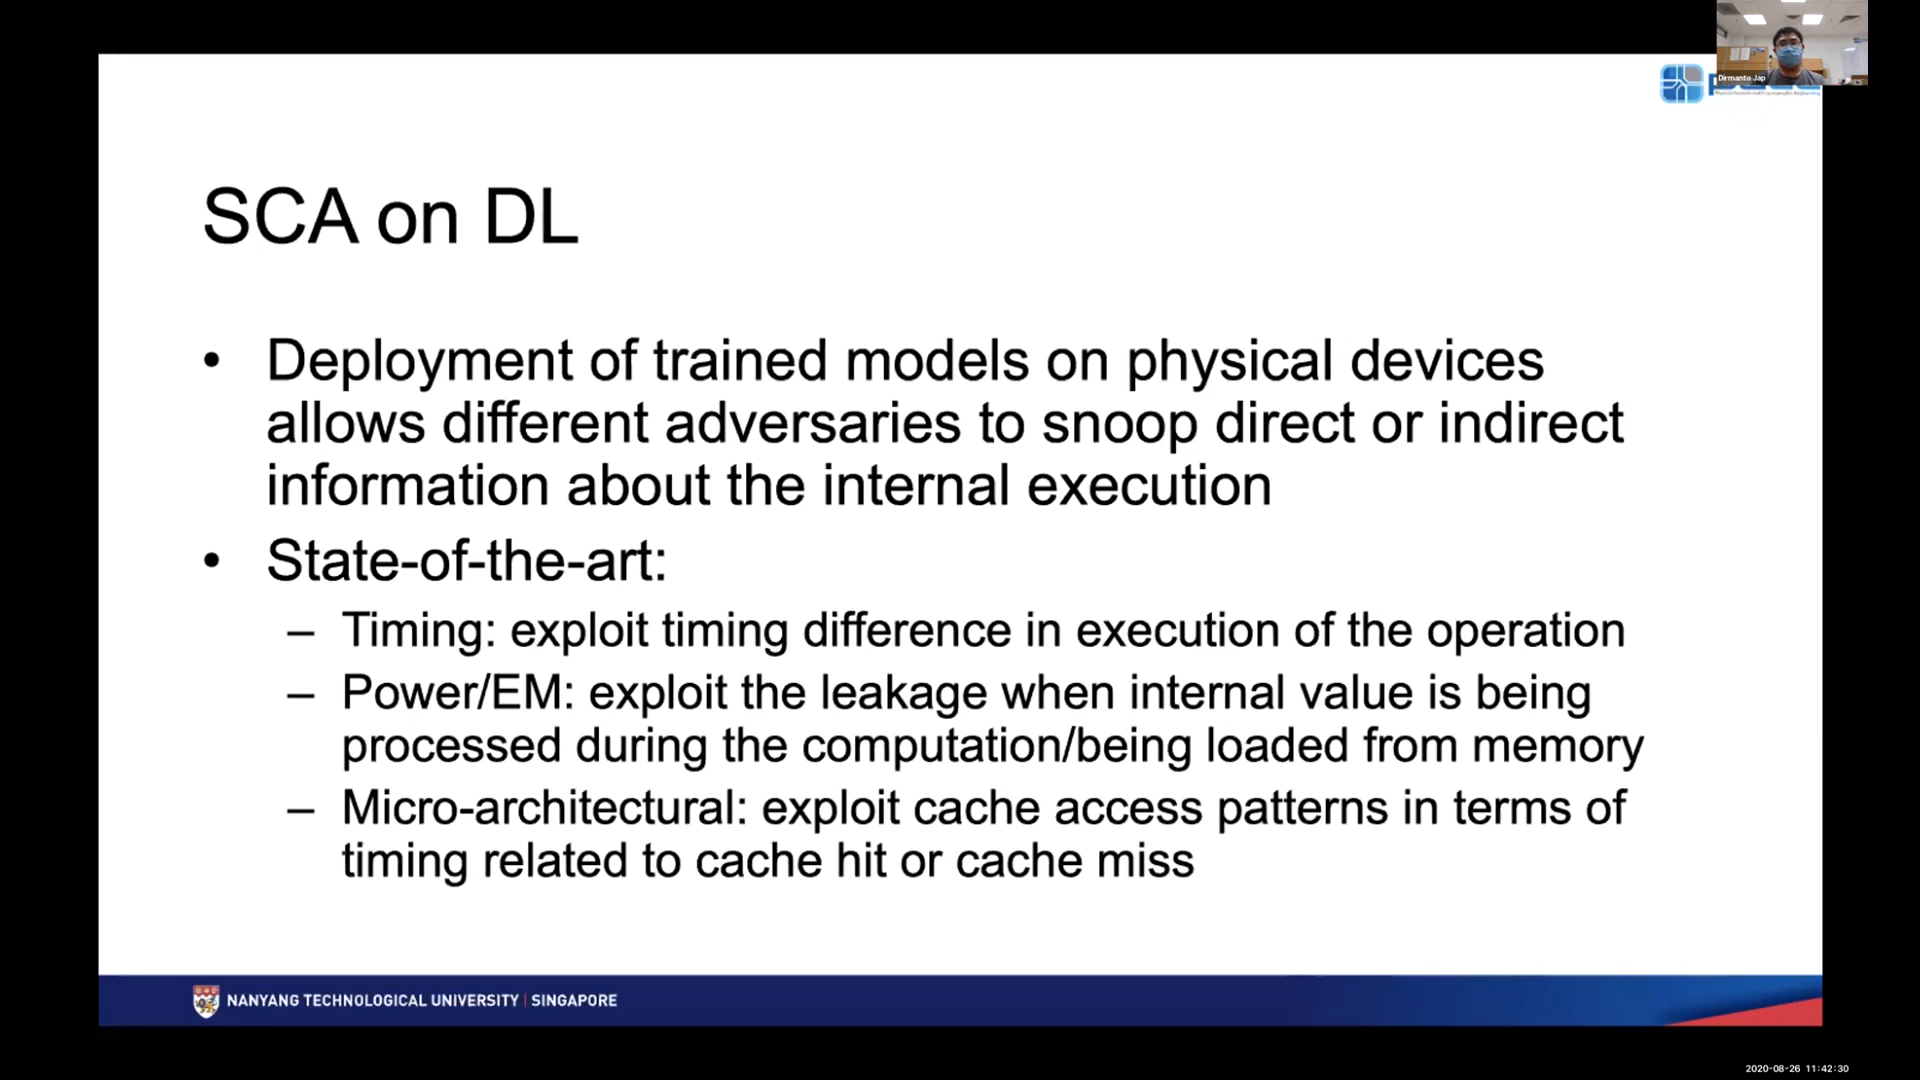 Dirmanto Jap
SCA on DL
• Deployment of trained models on physical devices
allows different adversaries to snoop direct or indirect
information about the internal execution
• State-of-the-art:
– Timing: exploit timing difference in execution of the operation
– Power/EM: exploit the leakage when internal value is being
processed during the computation/being loaded from memory
– Micro-architectural: exploit cache access patterns in terms of
timing related to cache hit or cache miss
NANYANG TECHNOLOGICAL UNIVERSITY | SINGAPORE
2020-08-26 11:42:30